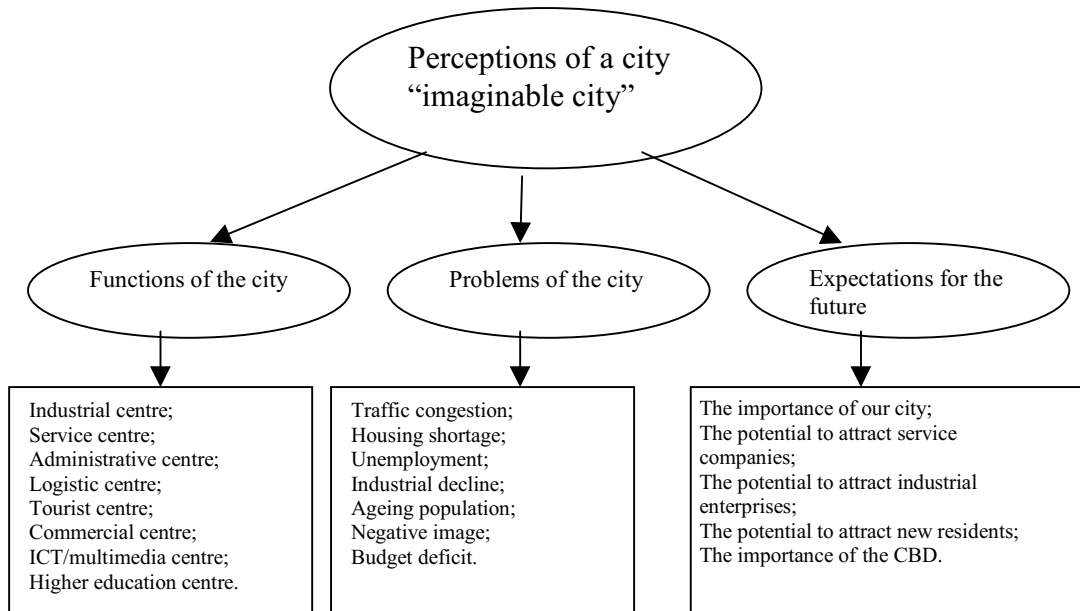 Perceptions of a city
“imaginable city”
Functions of the city
Problems of the city
Expectations for the
future
Industrial centre;
Service centre;
Administrative centre;
Logistic centre;
Tourist centre;
Commercial centre;
ICT/multimedia centre;
Higher education centre.
Traffic congestion;
Housing shortage;
Unemployment;
Industrial decline;
Ageing population;
Negative image;
Budget deficit.
The importance of our city;
The potential to attract service
companies;
The potential to attract industrial
enterprises;
The potential to attract new residents;
The importance of the CBD.